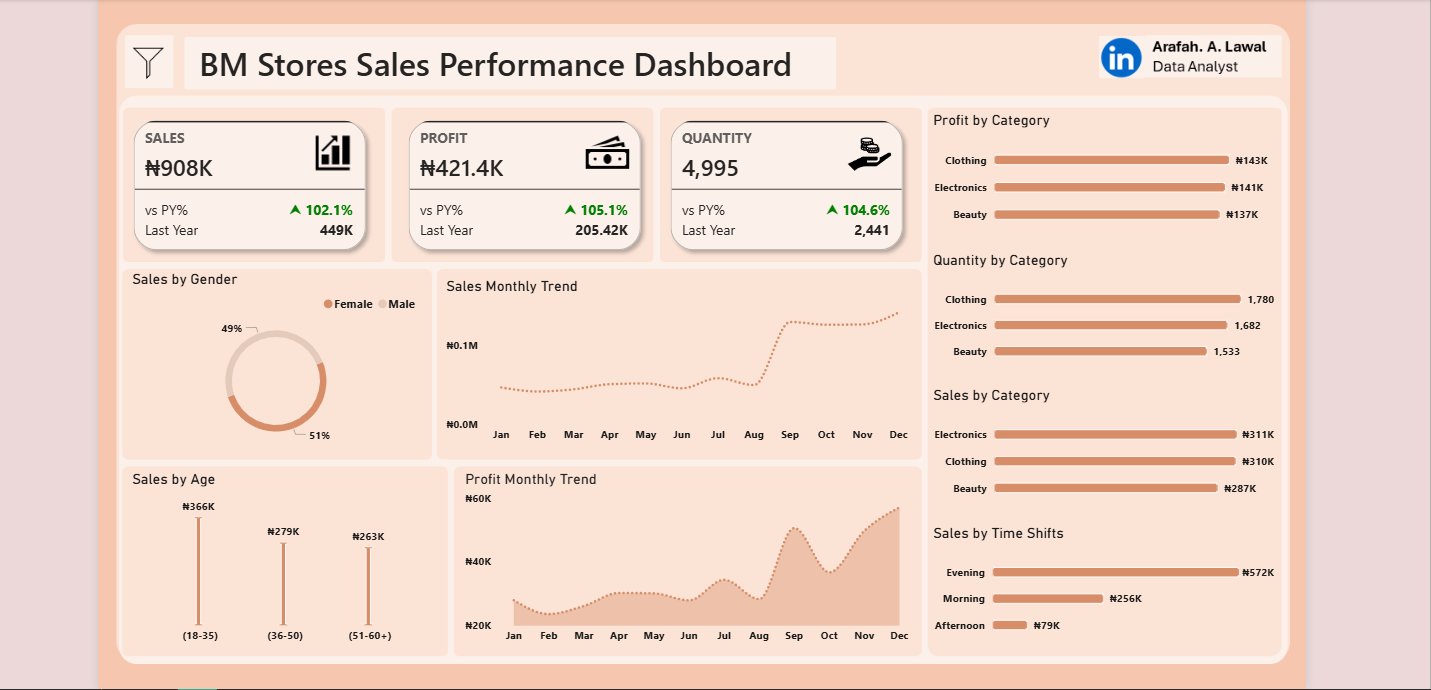 BM Stores Sales Performance Dashboard
in
Arafah. A. Lawal
Data Analyst
SALES
₦908K
vs PY%
102.1%
Last Year
449K
PROFIT
₦421.4K
vs PY%
105.1%
Last Year
205.42K
QUANTITY
4,995
vs PY%
104.6%
Last Year
2,441
Sales by Gender
Female Male
49%
51%
Sales Monthly Trend
₦0.1M
₦0.0M
Jan Feb Mar Apr May Jun Jul Aug Sep Oct Nov Dec
Sales by Age
₦366K
₦279K
₦263K
(18-35) (36-50) (51-60+)
Profit Monthly Trend
₦60K
₦40K
₦20K
Jan Feb Mar Apr May Jun Jul Aug Sep Oct Nov Dec
Profit by Category
Clothing ₦143K
Electronics ₦141K
Beauty ₦137K
Quantity by Category
Clothing 1,780
Electronics 1,682
Beauty 1,533
Sales by Category
Electronics ₦311K
Clothing ₦310K
Beauty ₦287K
Sales by Time Shifts
Evening ₦572K
Morning ₦256K
Afternoon ₦79K